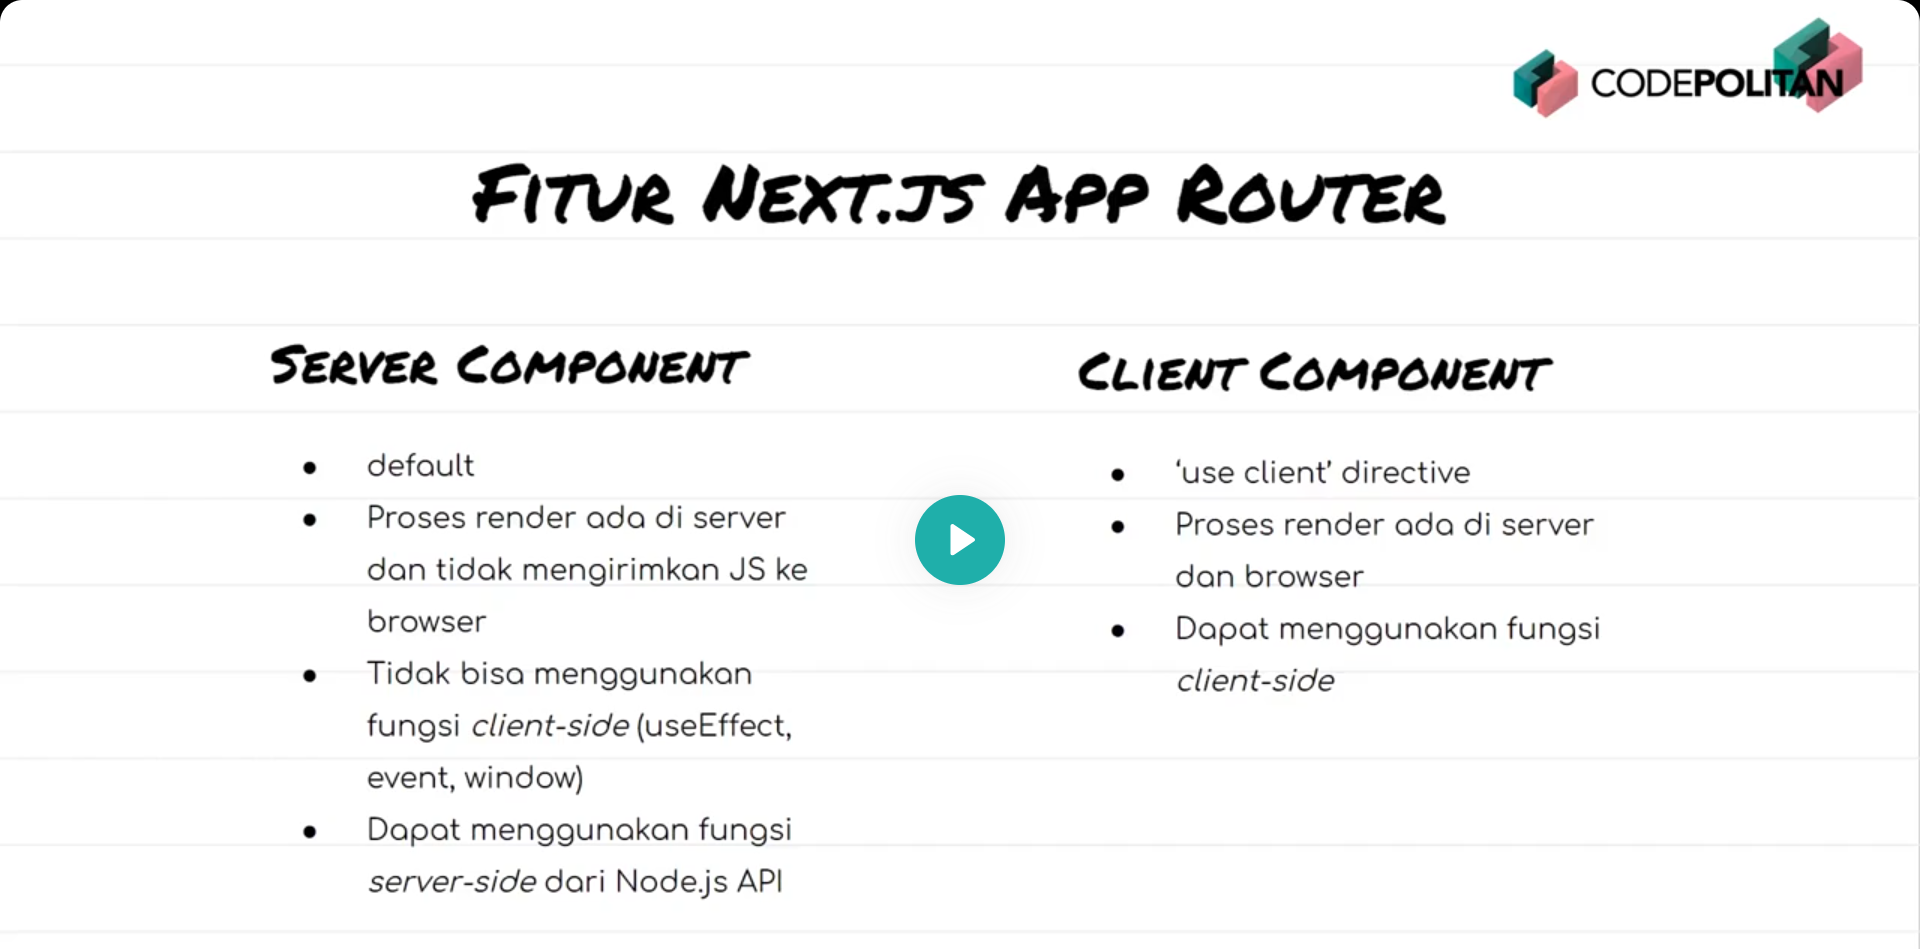 CODEPOLITAN
FITUR NEXT.JS APP ROUTER
SERVER COMPONENT
● default
● Proses render ada di server
dan tidak mengirimkan JS ke
browser
● Tidak bisa menggunakan
fungsi client-side (useEffect,
event, window)
● Dapat menggunakan fungsi
server-side dari Node.js API
CLIENT COMPONENT
● ‘use client’ directive
● Proses render ada di server
dan browser
● Dapat menggunakan fungsi
client-side